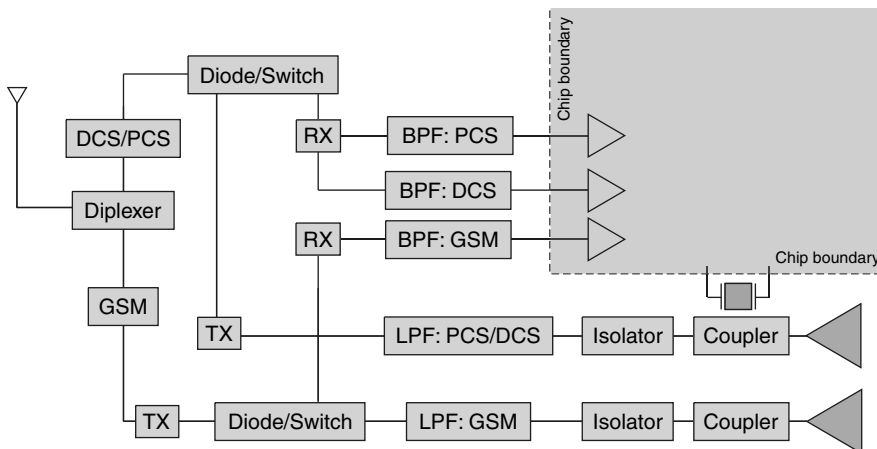 Diode/Switch
Chip boundary
DCS/PCS
RX
BPF: PCS
BPF: DCS
Diplexer
RX
BPF: GSM
Chip boundary
GSM
TX
LPF: PCS/DCS
Isolator
Coupler
TX
Diode/Switch
LPF: GSM
Isolator
Coupler